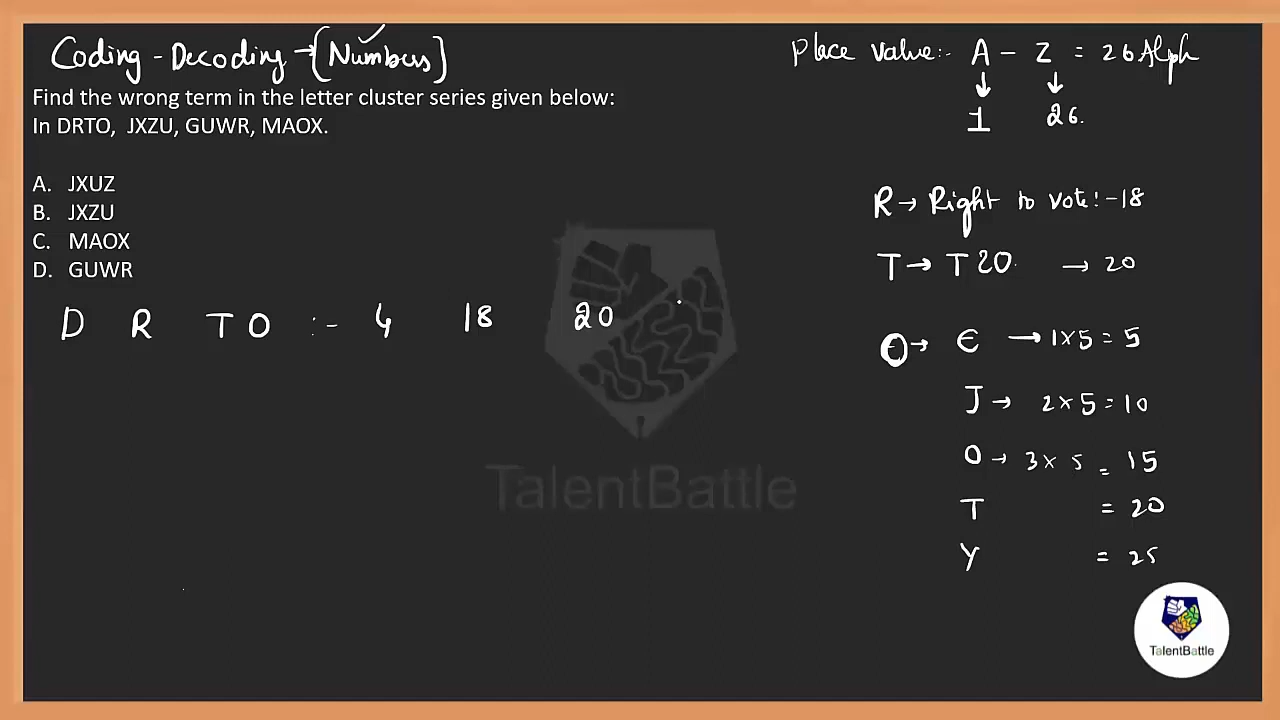 Coding - Decoding → [Numbers]
Find the wrong term in the letter cluster series given below:
In DRTO, JXZU, GUWR, MAOX.
A. JXUZ
B. JXZU
C. MAOX
D. GUWR
D R T O :- 4 18 20
Place value:- A - Z = 26 Alph
↓ ↓
1 26.
R → Right to vote! - 18
T → T20 → 20
O → E → 1×5 = 5
J → 2×5 = 10
O → 3×5 = 15
T = 20
Y = 25
TalentBattle
TalentBattle